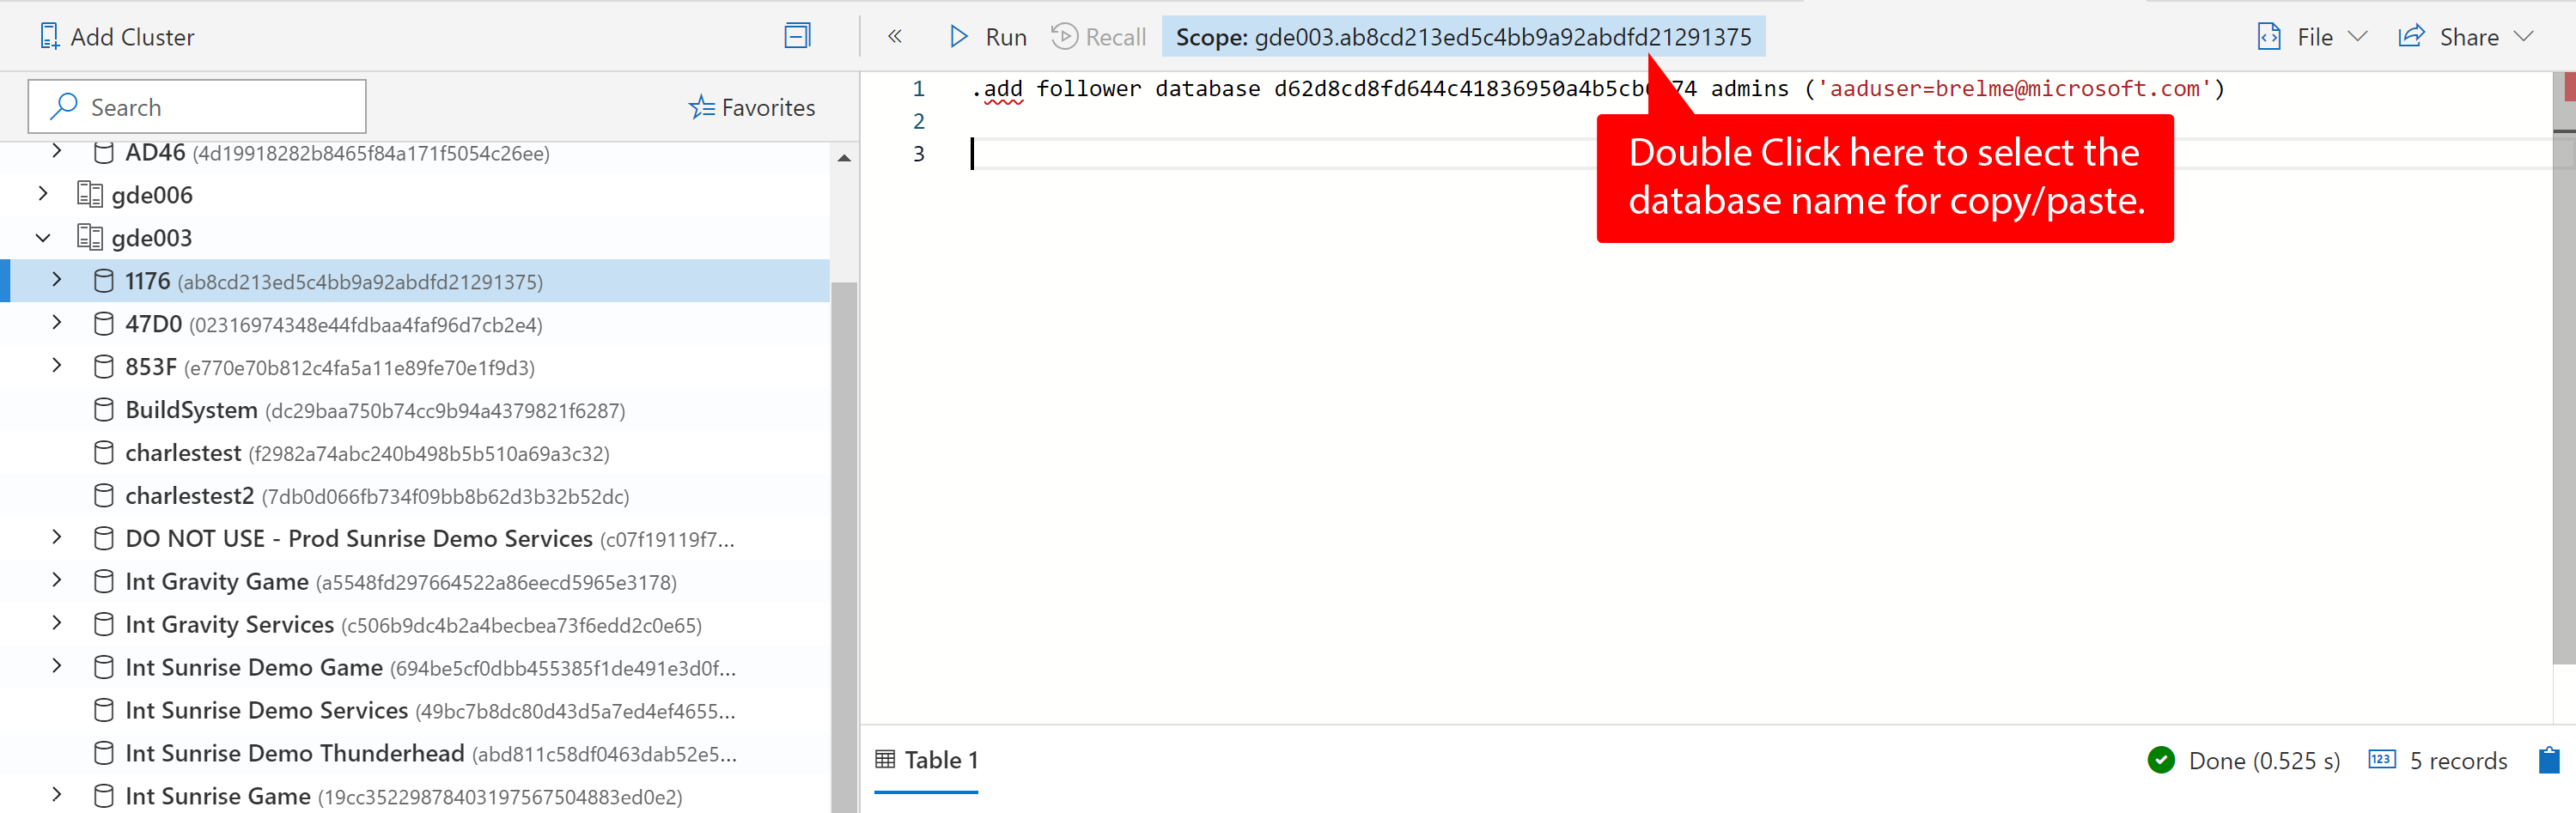 Add Cluster
Run
Recall
Scope: gde003.ab8cd213ed5c4bb9a92abdfd21291375
File
Share
Search
Favorites
1 .add follower database d62d8cd8fd644c41836950a4b5cb 74 admins ('aaduser=brelme@microsoft.com')
2
3
Double Click here to select the
database name for copy/paste.
AD46 (4d19918282b8465f84a171f5054c26ee)
gde006
gde003
1176 (ab8cd213ed5c4bb9a92abdfd21291375)
47D0 (02316974348e44fdbaa4faf96d7cb2e4)
853F (e770e70b812c4fa5a11e89fe70e1f9d3)
BuildSystem (dc29baa750b74cc9b94a4379821f6287)
charlestest (f2982a74abc240b498b5b510a69a3c32)
charlestest2 (7db0d066fb734f09bb8b62d3b32b52dc)
DO NOT USE - Prod Sunrise Demo Services (c07f19119f7...
Int Gravity Game (a5548fd297664522a86eecd5965e3178)
Int Gravity Services (c506b9dc4b2a4becbea73f6edd2c0e65)
Int Sunrise Demo Game (694be5cf0dbb455385f1de491e3d0f...
Int Sunrise Demo Services (49bc7b8dc80d43d5a7ed4ef4655...
Int Sunrise Demo Thunderhead (abd811c58df0463dab52e5...
Int Sunrise Game (19cc352298784031975675048​83ed0e2)
Table 1
Done (0.525 s)
123
5 records